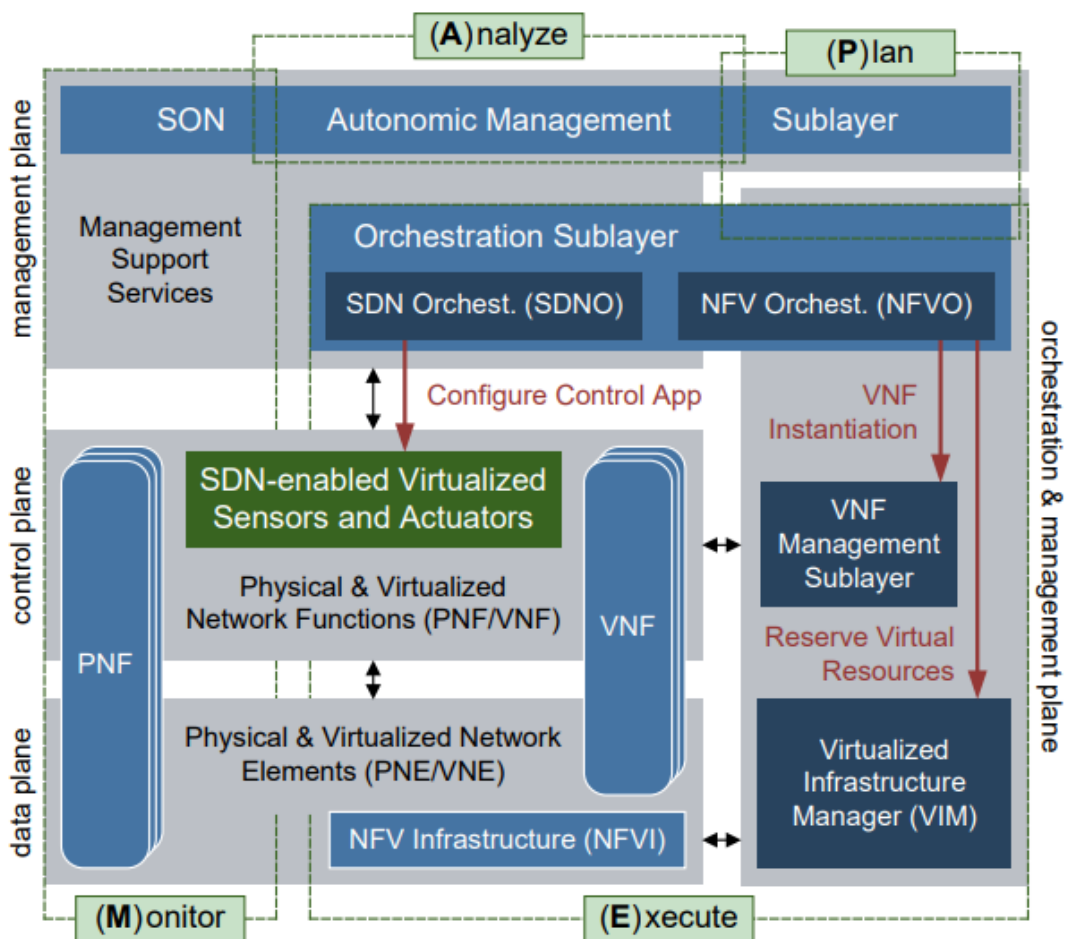 (A)nalyze
(P)lan
SON Autonomic Management Sublayer
management plane
Management
Support
Services
Orchestration Sublayer
SDN Orchest. (SDNO)
NFV Orchest. (NFVO)
orchestration & management plane
Configure Control App
VNF
Instantiation
control plane
SDN-enabled Virtualized
Sensors and Actuators
VNF
Management
Sublayer
Physical & Virtualized
Network Functions (PNF/VNF)
VNF
PNF
Reserve Virtual
Resources
data plane
Physical & Virtualized Network
Elements (PNE/VNE)
Virtualized
Infrastructure
Manager (VIM)
NFV Infrastructure (NFVI)
(M)onitor
(E)xecute